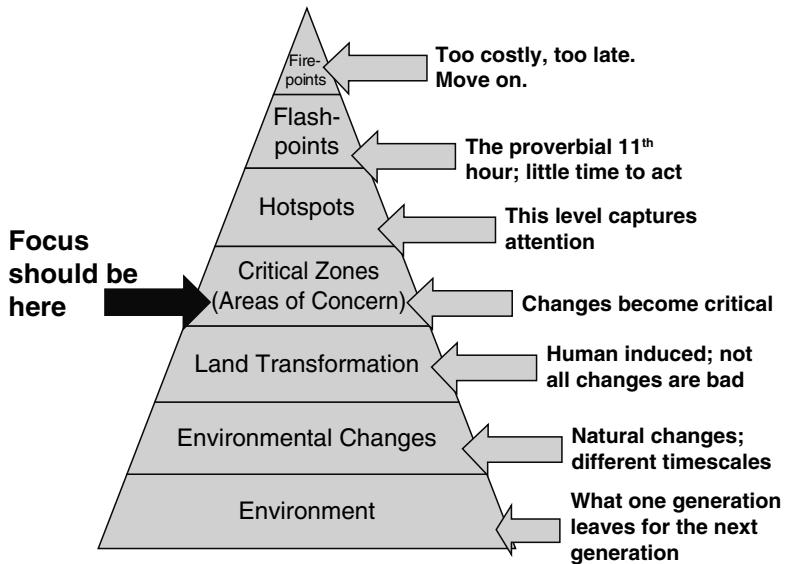 Fire-
points
Too costly, too late.
Move on.
Flash-
points
The proverbial 11th
hour; little time to act
Hotspots
This level captures
attention
Focus
should be
here
Critical Zones
(Areas of Concern)
Changes become critical
Land Transformation
Human induced; not
all changes are bad
Environmental Changes
Natural changes;
different timescales
Environment
What one generation
leaves for the next
generation